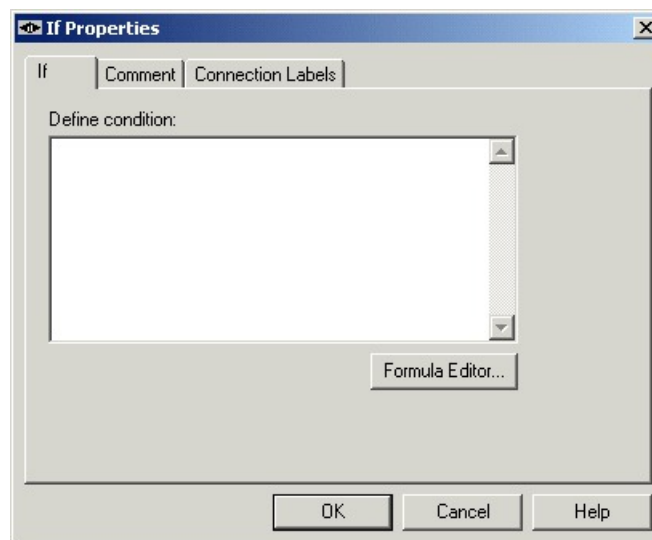 If Properties
If Comment Connection Labels
Define condition:
Formula Editor...
OK Cancel Help